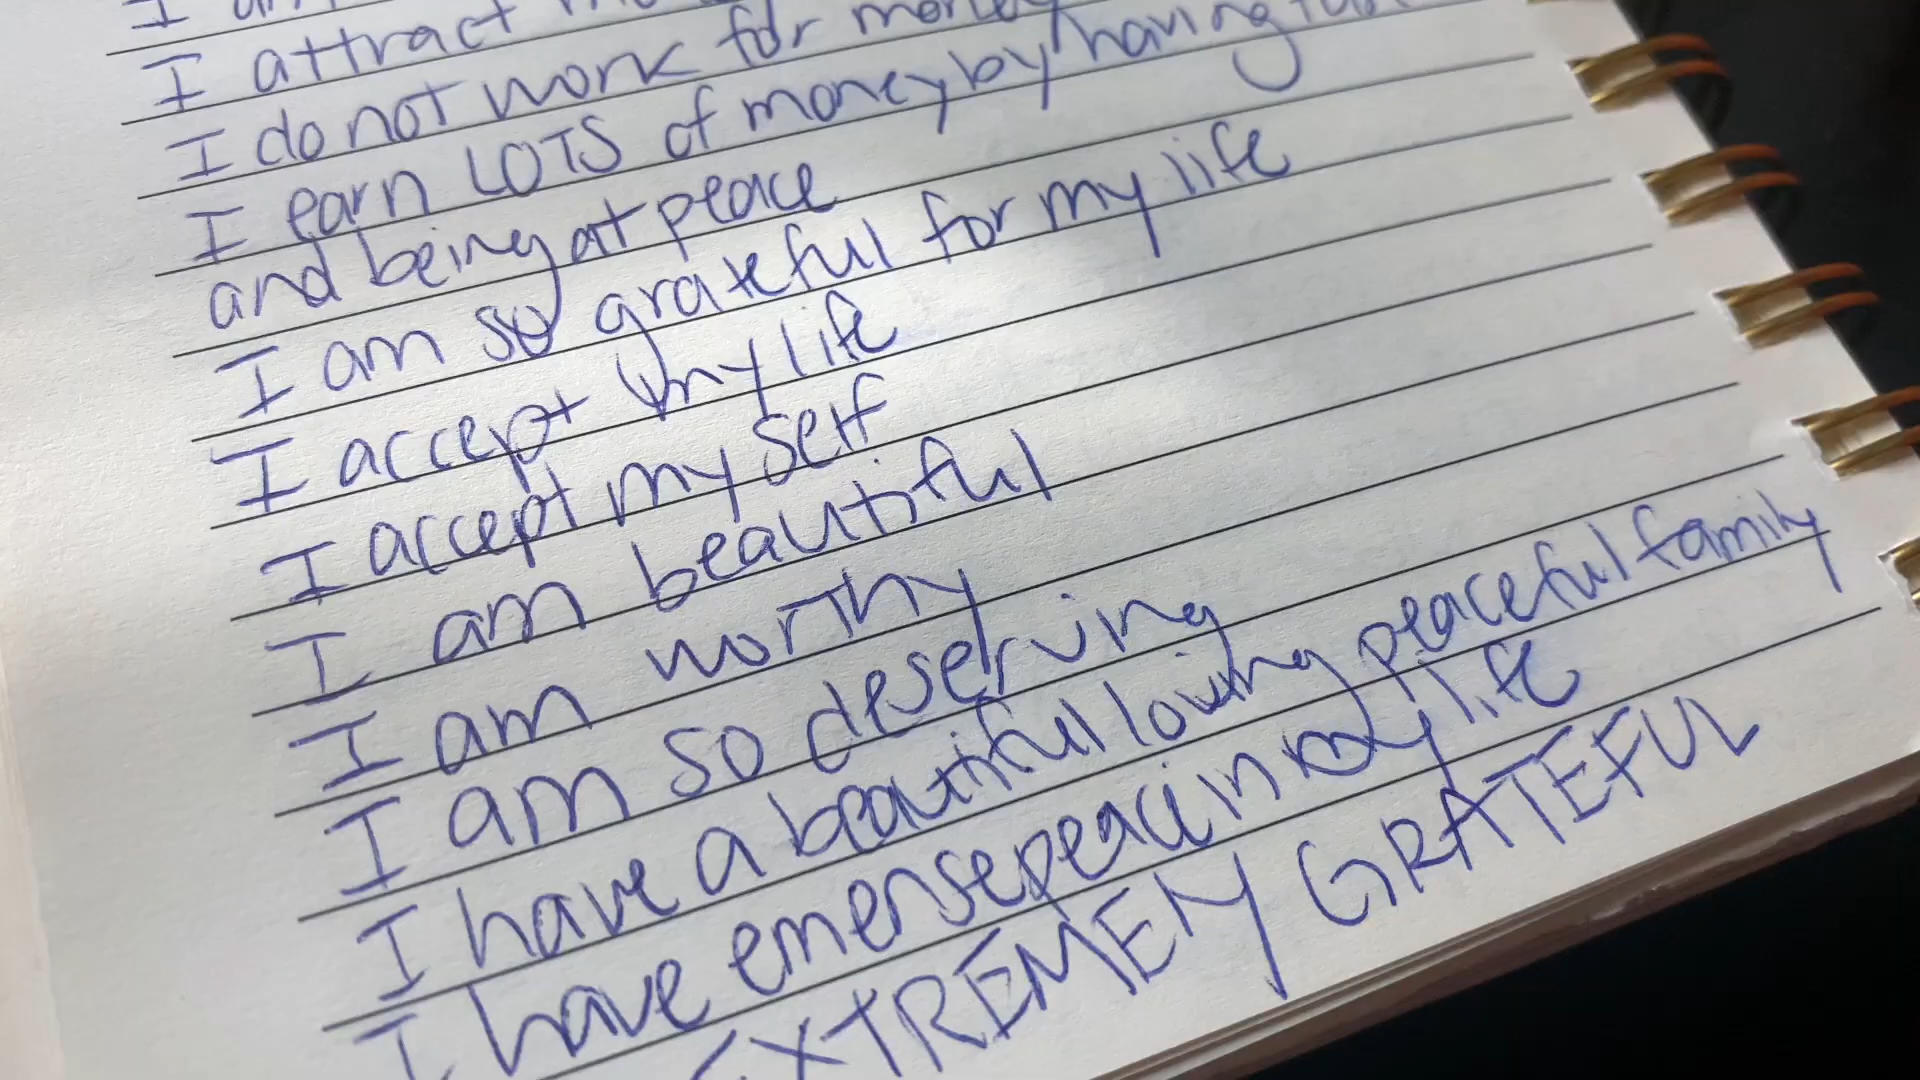 I am
I attract
I do not work for money
I earn LOTS of money by having fun
and being at peace
I am so grateful for my life
I accept my life
I accept my self
I am beautiful
I am worthy
I am so deserving
I have a beautiful loving peaceful family
I have emense peace in my life
EXTREMELY GRATEFUL